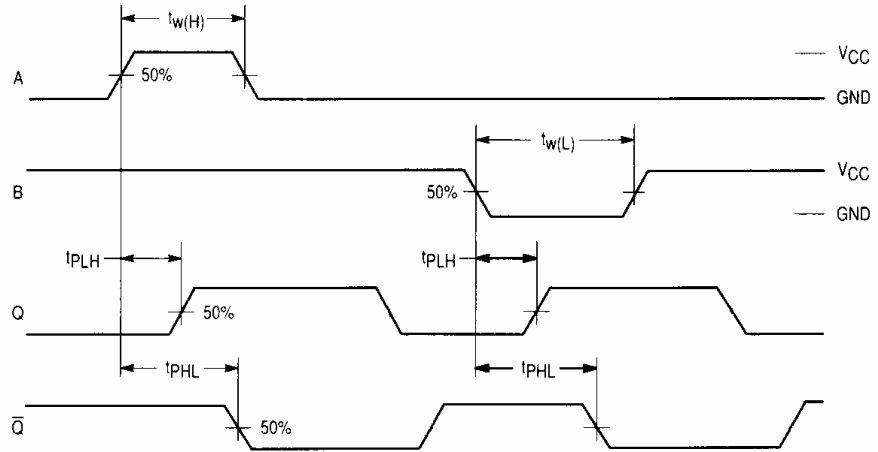 tw(H)
VCC
A
50%
GND
tw(L)
VCC
B
50%
GND
tPLH
tPLH
Q
50%
tPHL
tPHL
Q̅
50%